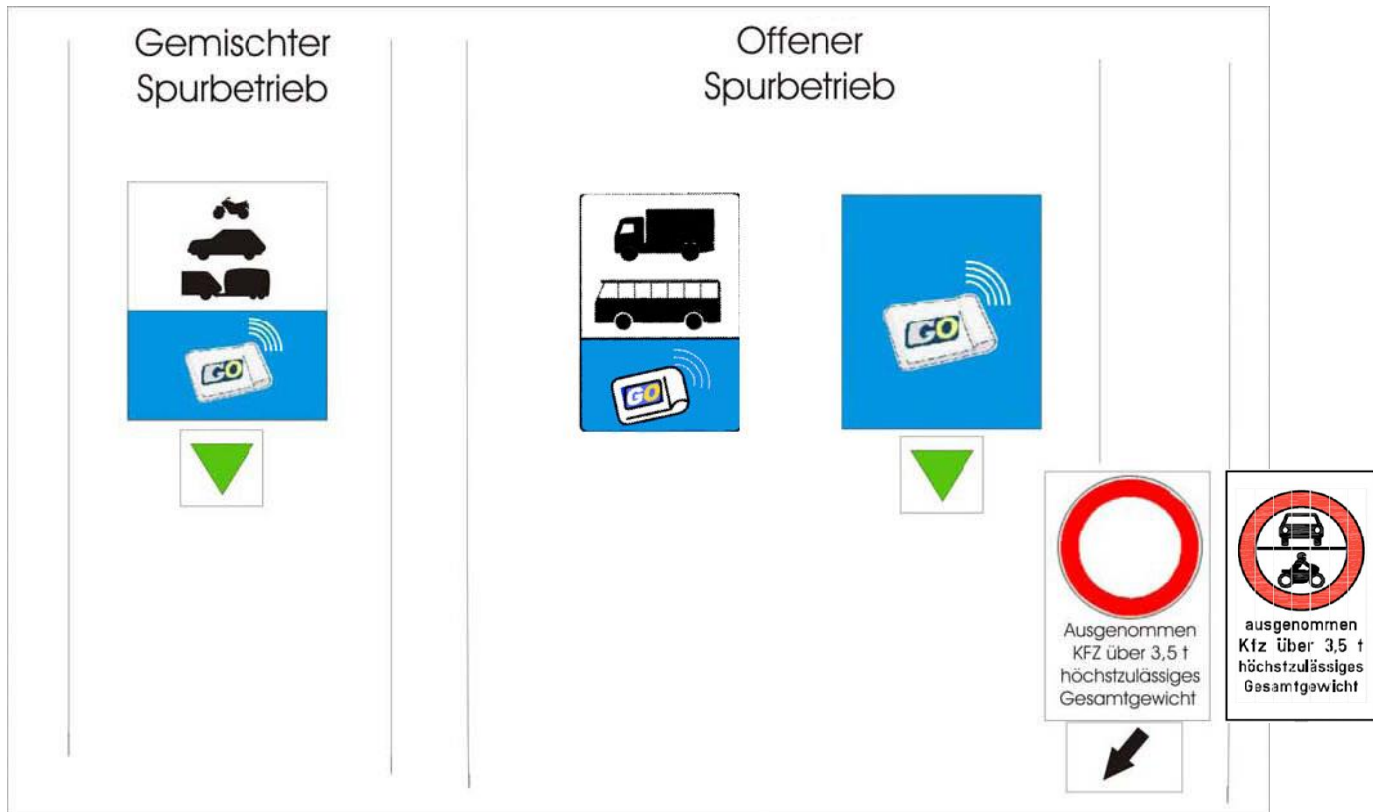 Gemischter
Spurbetrieb
Offener
Spurbetrieb
GO
GO
GO
Ausgenommen
KFZ über 3,5 t
höchstzulässiges
Gesamtgewicht
ausgenommen
Kfz über 3,5 t
höchstzulässiges
Gesamtgewicht